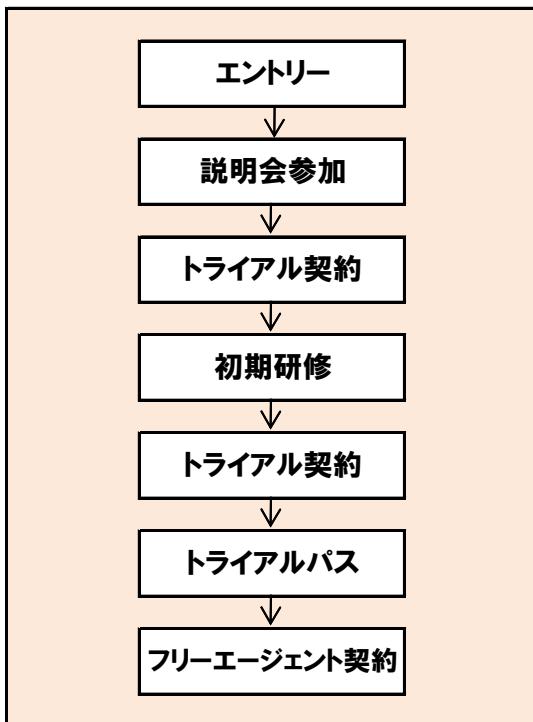 エントリー
説明会参加
トライアル契約
初期研修
トライアル契約
トライアルパス
フリーエージェント契約